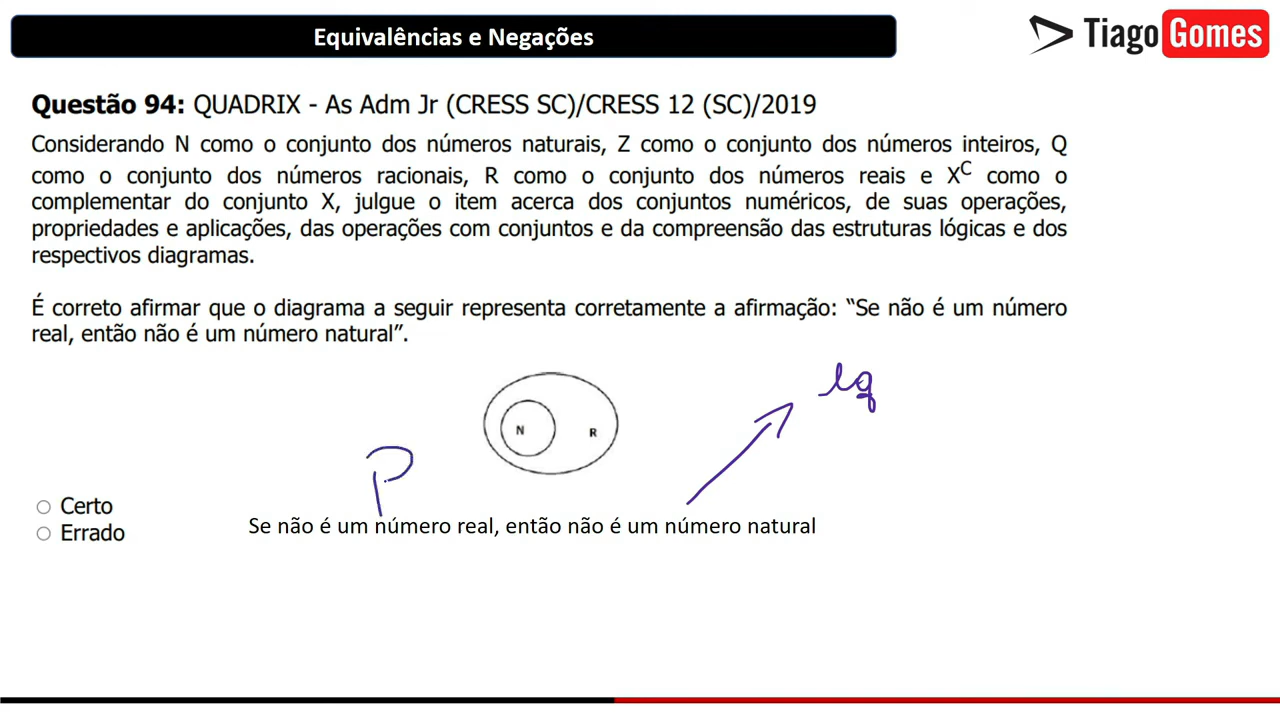 Equivalências e Negações
Tiago Gomes
Questão 94: QUADRIX - As Adm Jr (CRESS SC)/CRESS 12 (SC)/2019
Considerando N como o conjunto dos números naturais, Z como o conjunto dos números inteiros, Q
como o conjunto dos números racionais, R como o conjunto dos números reais e X^C como o
complementar do conjunto X, julgue o item acerca dos conjuntos numéricos, de suas operações,
propriedades e aplicações, das operações com conjuntos e da compreensão das estruturas lógicas e dos
respectivos diagramas.
É correto afirmar que o diagrama a seguir representa corretamente a afirmação: “Se não é um número
real, então não é um número natural”.
N R
P
Certo
Se não é um número real, então não é um número natural
Errado